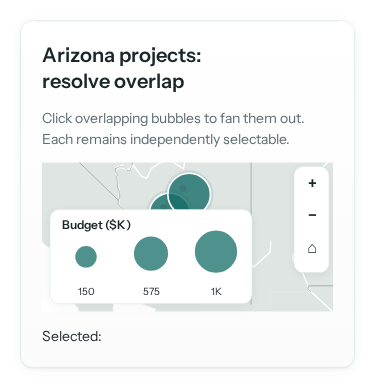 Arizona projects:
resolve overlap
Click overlapping bubbles to fan them out.
Each remains independently selectable.
+
−
⌂
Budget ($K)
150 575 1K
Selected: